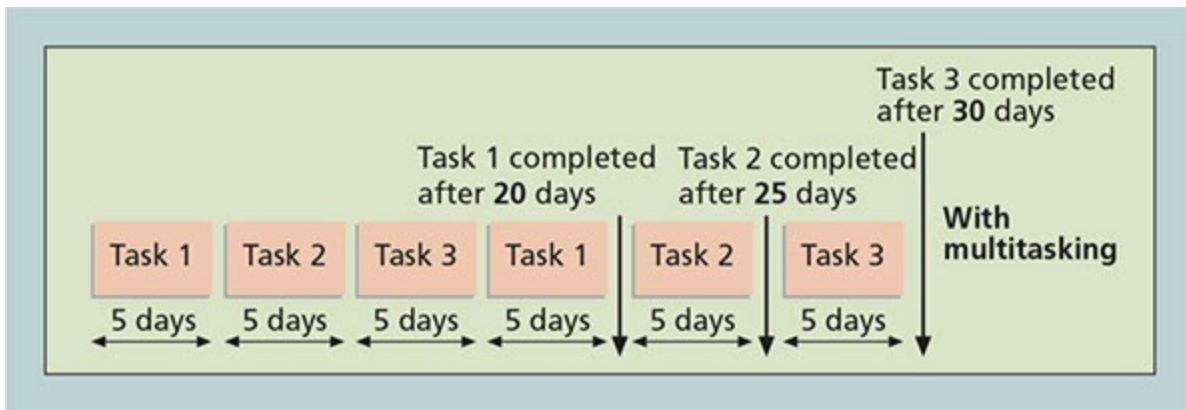 Task 3 completed
after 30 days
Task 1 completed
after 20 days
Task 2 completed
after 25 days
With
multitasking
Task 1
Task 2
Task 3
Task 1
Task 2
Task 3
5 days
5 days
5 days
5 days
5 days
5 days